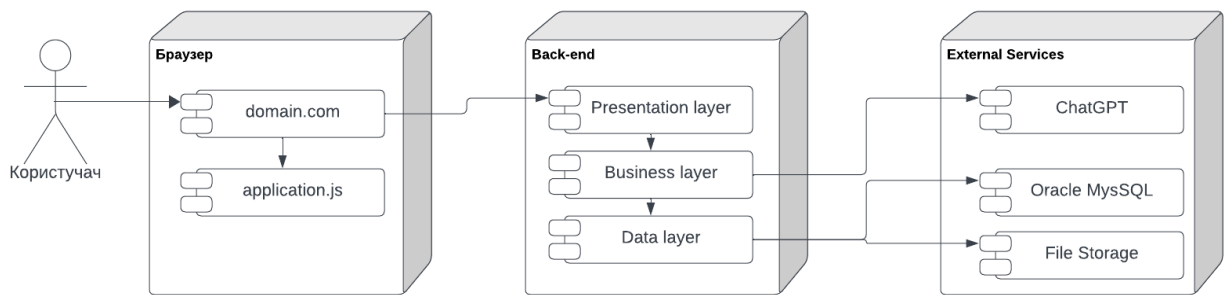 Користучач
Браузер
domain.com
application.js
Back-end
Presentation layer
Business layer
Data layer
External Services
ChatGPT
Oracle MysSQL
File Storage